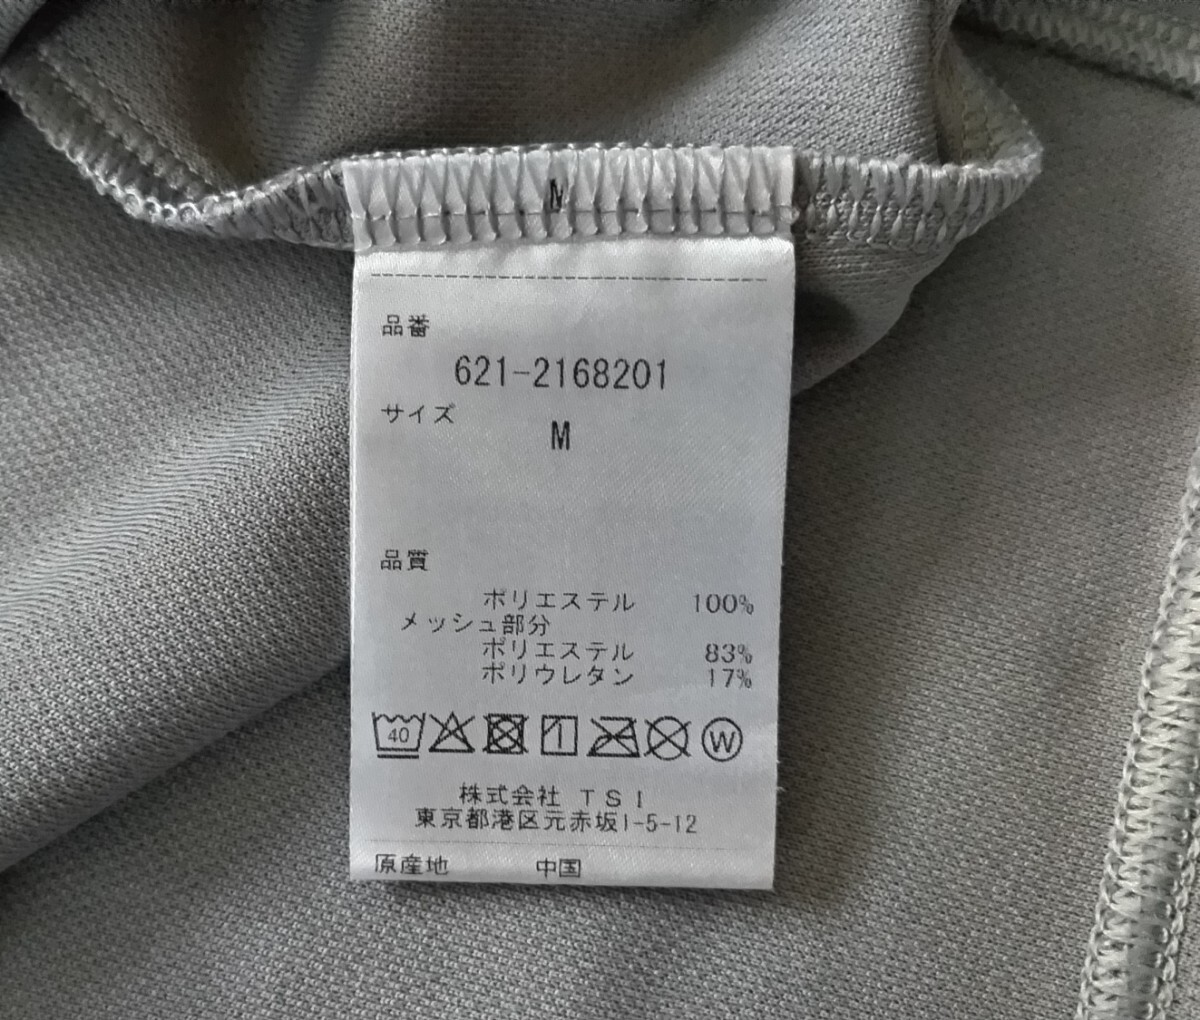 M
品番
621-2168201
サイズ
M
品質
ポリエステル 100%
メッシュ部分
ポリエステル 83%
ポリウレタン 17%
40 W
株式会社 TSI
東京都港区元赤坂1-5-12
原産地 中国